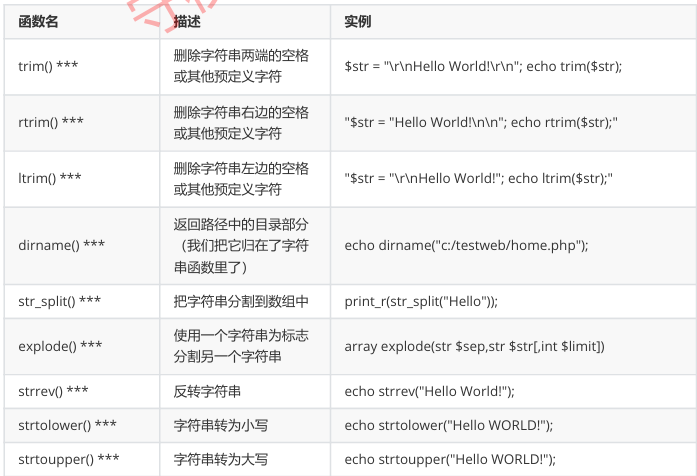 函数名 描述 实例
trim() *** 删除字符串两端的空格 $str = "\r\nHello World!\r\n"; echo trim($str);
或其他预定义字符
rtrim() *** 删除字符串右边的空格 "$str = "Hello World!\n\n"; echo rtrim($str);"
或其他预定义字符
ltrim() *** 删除字符串左边的空格 "$str = "\r\nHello World!"; echo ltrim($str);"
或其他预定义字符
返回路径中的目录部分
dirname() *** （我们把它归在了字符 echo dirname("c:/testweb/home.php");
串函数里了）
str_split() *** 把字符串分割到数组中 print_r(str_split("Hello"));
explode() *** 使用一个字符串为标志 array explode(str $sep,str $str[,int $limit])
分割另一个字符串
strrev() *** 反转字符串 echo strrev("Hello World!");
strtolower() *** 字符串转为小写 echo strtolower("Hello WORLD!");
strtoupper() *** 字符串转为大写 echo strtoupper("Hello WORLD!");